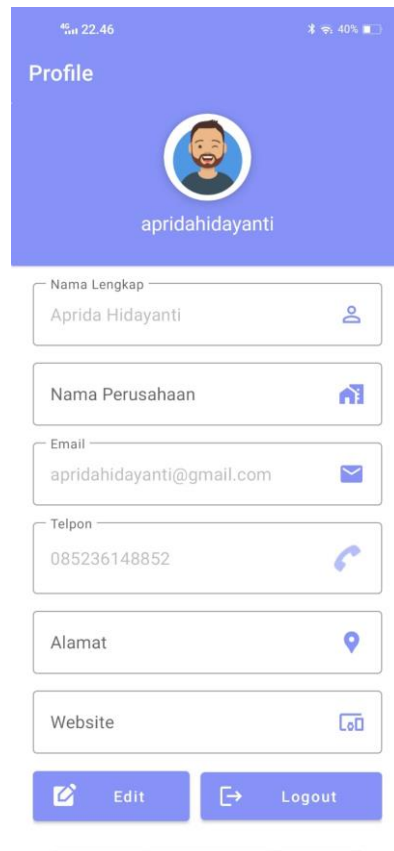 4G 22.46 40%
Profile
apridahidayanti
Nama Lengkap
Aprida Hidayanti
Nama Perusahaan
Email
apridahidayanti@gmail.com
Telpon
085236148852
Alamat
Website
Edit Logout